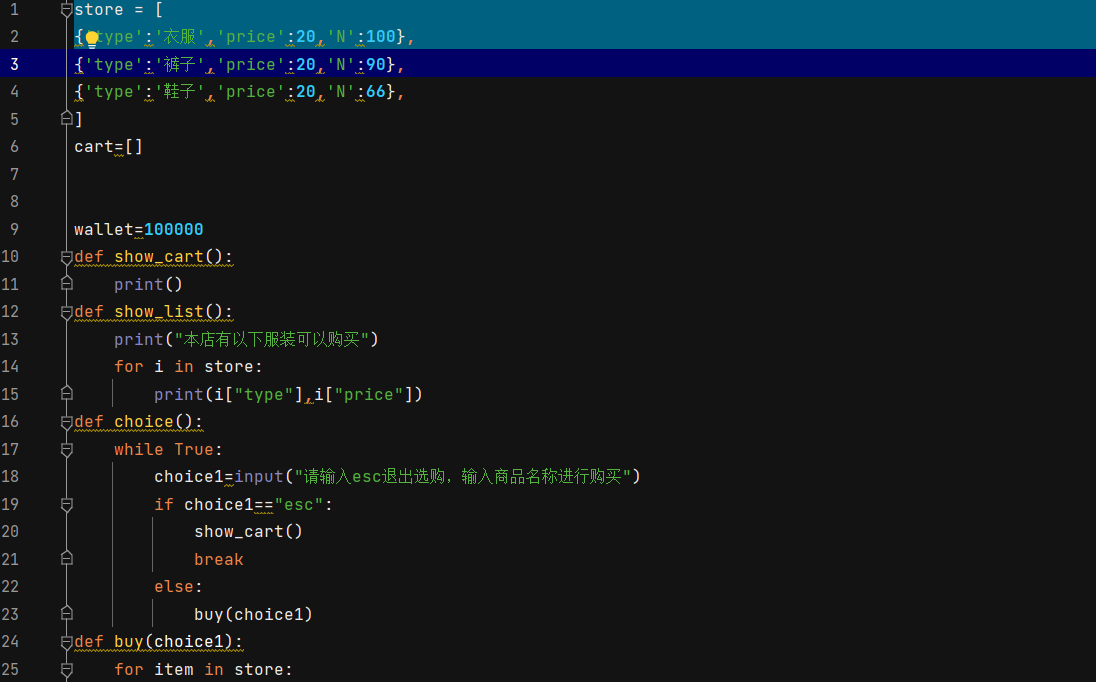 1 store = [
2 {'type':'衣服','price':20,'N':100},
3 {'type':'裤子','price':20,'N':90},
4 {'type':'鞋子','price':20,'N':66},
5 ]
6 cart=[]
7
8
9 wallet=100000
10 def show_cart():
11     print()
12 def show_list():
13     print("本店有以下服装可以购买")
14     for i in store:
15         print(i["type"],i["price"])
16 def choice():
17     while True:
18         choice1=input("请输入esc退出选购，输入商品名称进行购买")
19         if choice1=="esc":
20             show_cart()
21             break
22         else:
23             buy(choice1)
24 def buy(choice1):
25     for item in store: